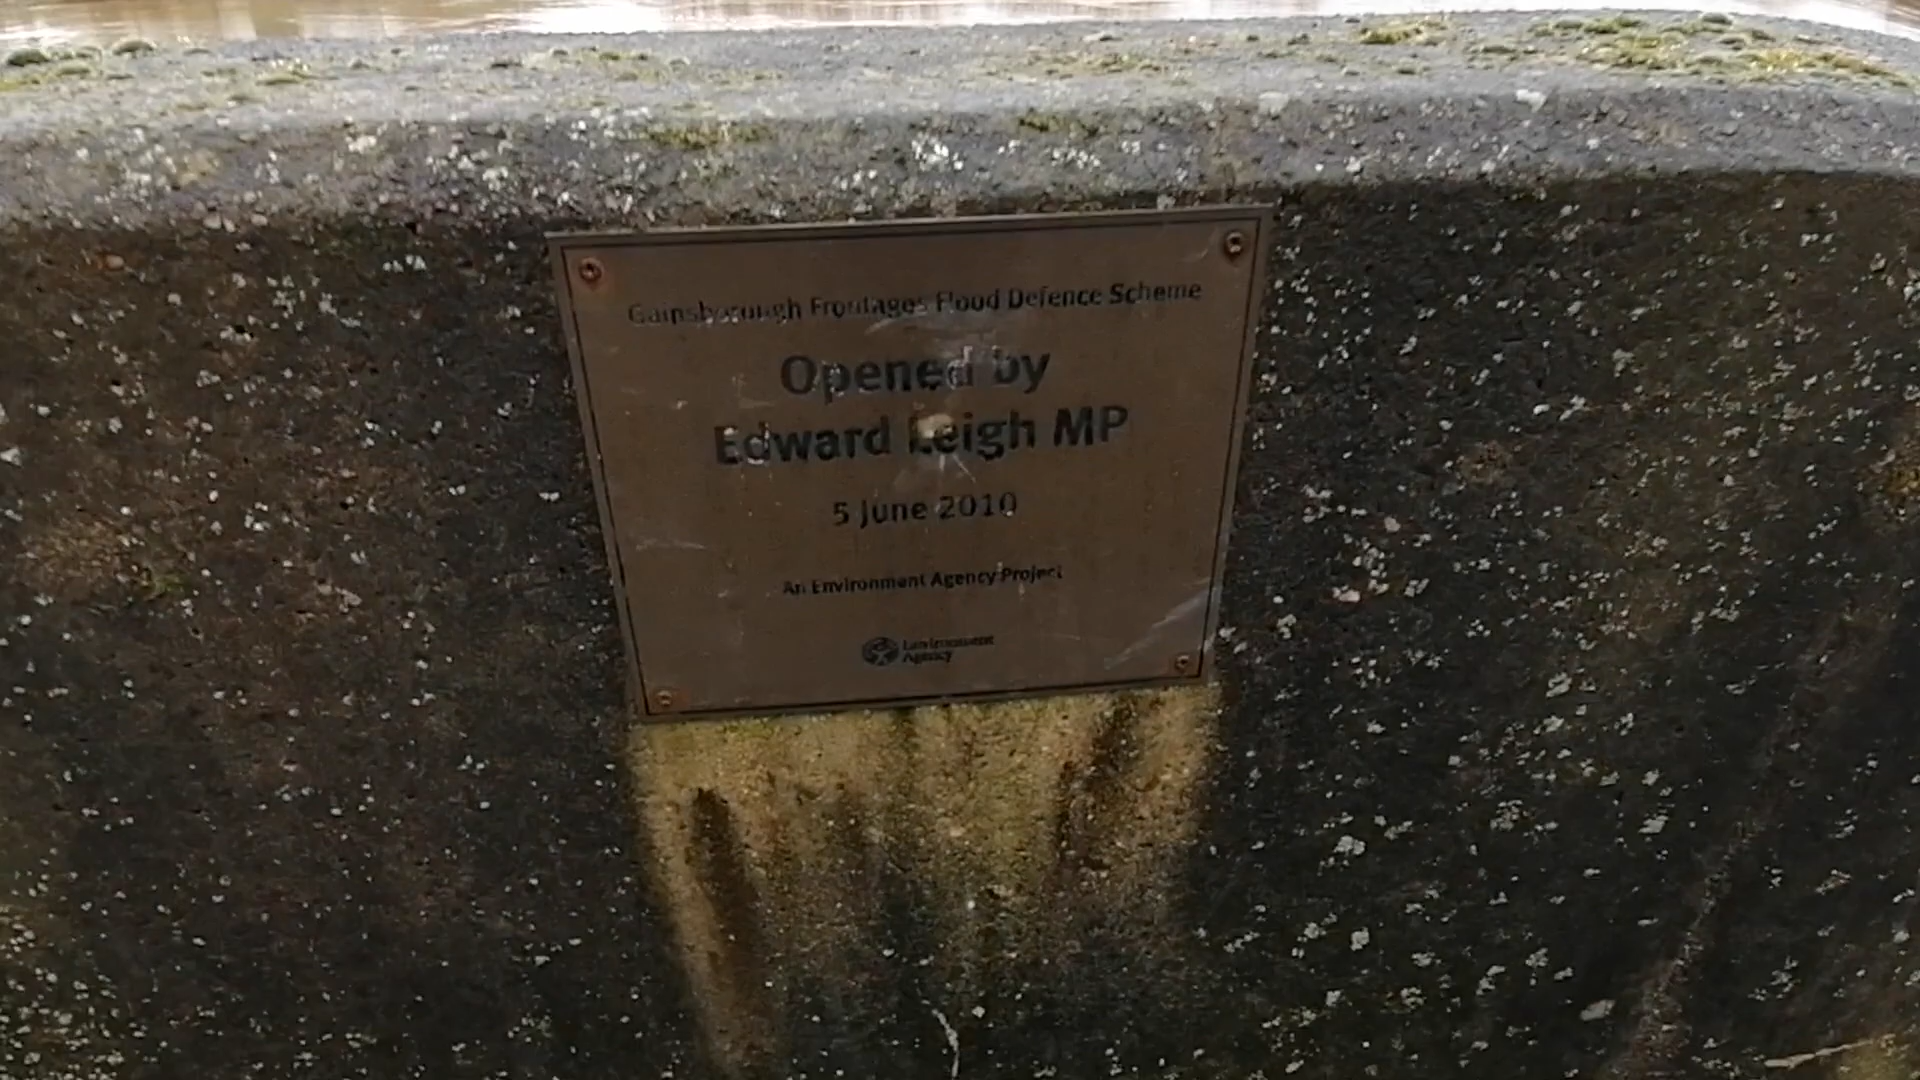 Gainsborough Frontages Flood Defence Scheme
Opened by
Edward Leigh MP
5 June 2010
An Environment Agency Project
Environment
Agency